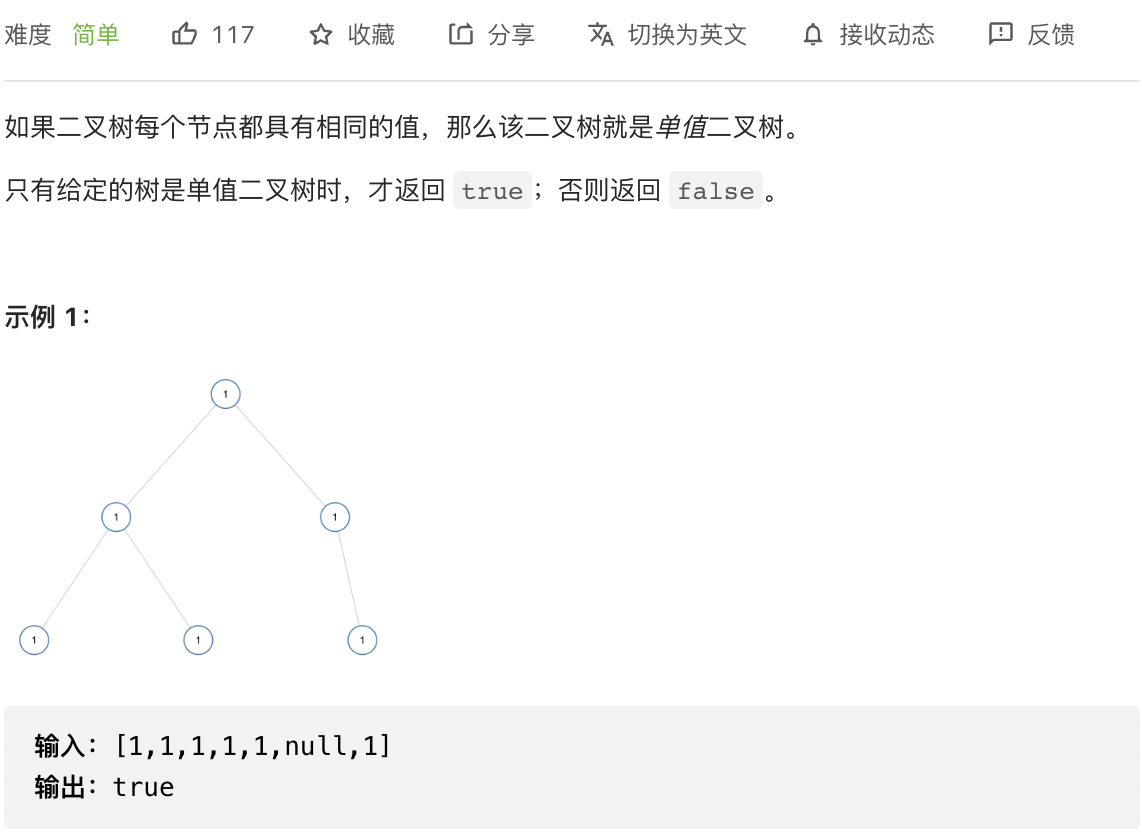 难度 简单 117 收藏 分享 切换为英文 接收动态 反馈
如果二叉树每个节点都具有相同的值，那么该二叉树就是单值二叉树。
只有给定的树是单值二叉树时，才返回 true；否则返回 false。
示例 1：
1
1 1
1 1 1
输入：[1,1,1,1,1,null,1]
输出：true